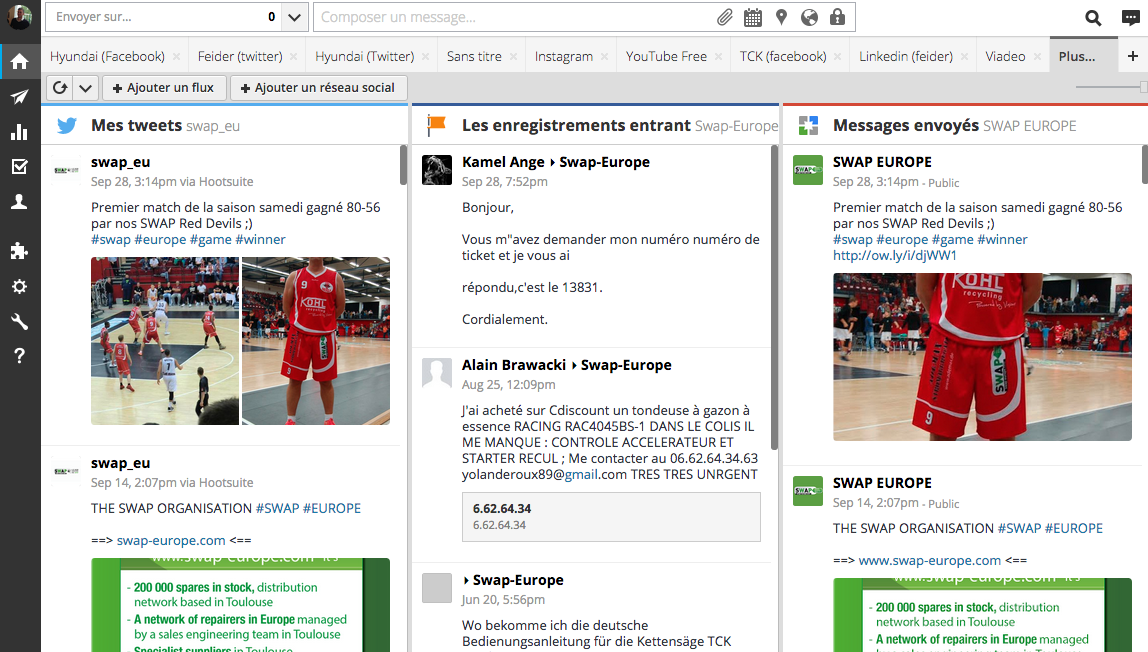 Envoyer sur...
0
Composer un message...
Hyundai (Facebook)
Feider (twitter)
Hyundai (Twitter)
Sans titre
Instagram
YouTube Free
TCK (facebook)
Linkedin (feider)
Viadeo
Plus...
+ Ajouter un flux
+ Ajouter un réseau social
Mes tweets swap_eu
swap_eu
Sep 28, 3:14pm via Hootsuite
Premier match de la saison samedi gagné 80-56
par nos SWAP Red Devils ;)
#swap #europe #game #winner
9
KOHL
recycling
SWAP
swap_eu
Sep 14, 2:07pm via Hootsuite
THE SWAP ORGANISATION #SWAP #EUROPE
==> swap-europe.com <==
www.swap-europe.com
- 200 000 spares in stock, distribution
network based in Toulouse
- A network of repairers in Europe managed
by a sales engineering team in Toulouse
Specialist suppliers in Toulouse
Les enregistrements entrant Swap-Europe
Kamel Ange Swap-Europe
Sep 28, 7:52pm
Bonjour,
Vous m"avez demander mon numéro numéro de
ticket et je vous ai
répondu,c'est le 13831.
Cordialement.
Alain Brawacki Swap-Europe
Aug 25, 12:09pm
J'ai acheté sur Cdiscount un tondeuse à gazon à
essence RACING RAC4045BS-1 DANS LE COLIS IL
ME MANQUE : CONTROLE ACCELERATEUR ET
STARTER RECUL ; Me contacter au 06.62.64.34.63
yolanderoux89@gmail.com TRES TRES UNRGENT
6.62.64.34
6.62.64.34
Swap-Europe
Jun 20, 5:56pm
Wo bekomme ich die deutsche
Bedienungsanleitung für die Kettensäge TCK
Messages envoyés SWAP EUROPE
SWAP EUROPE
Sep 28, 3:14pm - Public
Premier match de la saison samedi gagné 80-56
par nos SWAP Red Devils ;)
#swap #europe #game #winner
http://ow.ly/i/djWW1
KOHL
recycling
SWAP
9
SWAP EUROPE
Sep 14, 2:07pm - Public
THE SWAP ORGANISATION #SWAP #EUROPE
==> www.swap-europe.com <==
www.swap-europe.com
- 200 000 spares in stock, distribution
network based in Toulouse
- A network of repairers in Europe managed